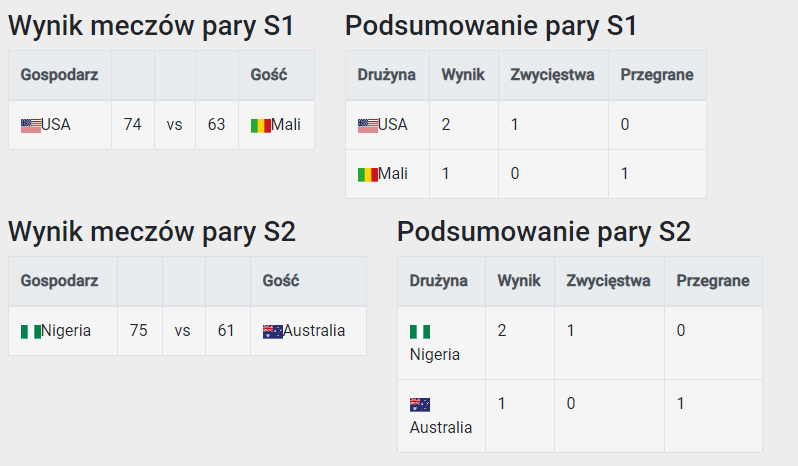 Wynik meczów pary S1
Gospodarz Gość
USA 74 vs 63 Mali
Podsumowanie pary S1
Drużyna Wynik Zwycięstwa Przegrane
USA 2 1 0
Mali 1 0 1
Wynik meczów pary S2
Gospodarz Gość
Nigeria 75 vs 61 Australia
Podsumowanie pary S2
Drużyna Wynik Zwycięstwa Przegrane
2 1 0
Nigeria
1 0 1
Australia